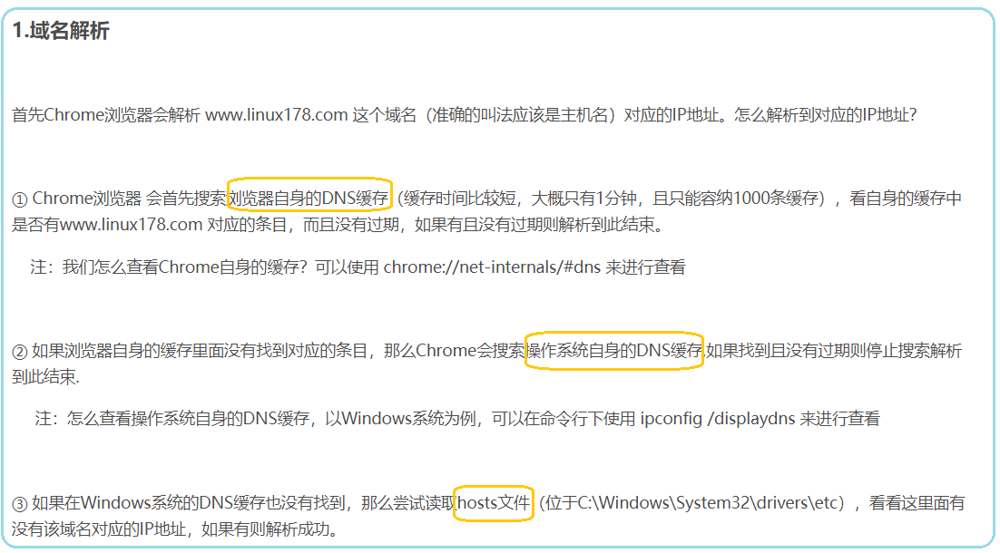 1.域名解析
首先Chrome浏览器会解析 www.linux178.com 这个域名（准确的叫法应该是主机名）对应的IP地址。怎么解析到对应的IP地址？
① Chrome浏览器 会首先搜索浏览器自身的DNS缓存（缓存时间比较短，大概只有1分钟，且只能容纳1000条缓存），看自身的缓存中
是否有www.linux178.com 对应的条目，而且没有过期，如果有且没有过期则解析到此结束。
注：我们怎么查看Chrome自身的缓存？可以使用 chrome://net-internals/#dns 来进行查看
② 如果浏览器自身的缓存里面没有找到对应的条目，那么Chrome会搜索操作系统自身的DNS缓存,如果找到且没有过期则停止搜索解析
到此结束.
注：怎么查看操作系统自身的DNS缓存，以Windows系统为例，可以在命令行下使用 ipconfig /displaydns 来进行查看
③ 如果在Windows系统的DNS缓存也没有找到，那么尝试读取hosts文件（位于C:\Windows\System32\drivers\etc），看看这里面有
没有该域名对应的IP地址，如果有则解析成功。